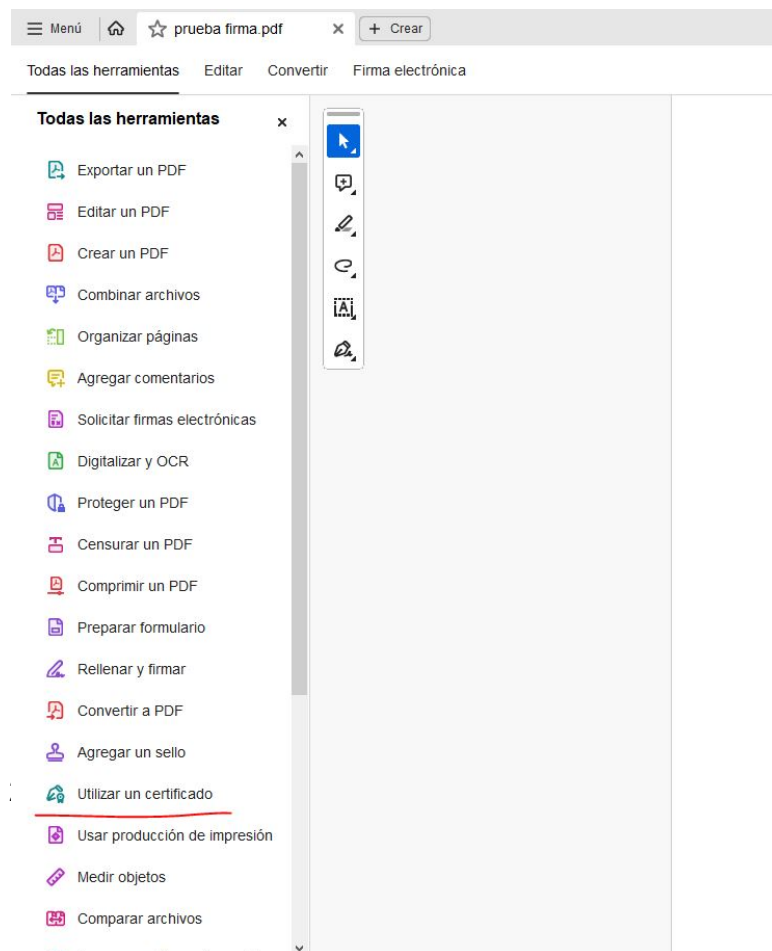 Menú prueba firma.pdf Crear
Todas las herramientas Editar Convertir Firma electrónica
Todas las herramientas
Exportar un PDF
Editar un PDF
Crear un PDF
Combinar archivos
Organizar páginas
Agregar comentarios
Solicitar firmas electrónicas
Digitalizar y OCR
Proteger un PDF
Censurar un PDF
Comprimir un PDF
Preparar formulario
Rellenar y firmar
Convertir a PDF
Agregar un sello
Utilizar un certificado
Usar producción de impresión
Medir objetos
Comparar archivos